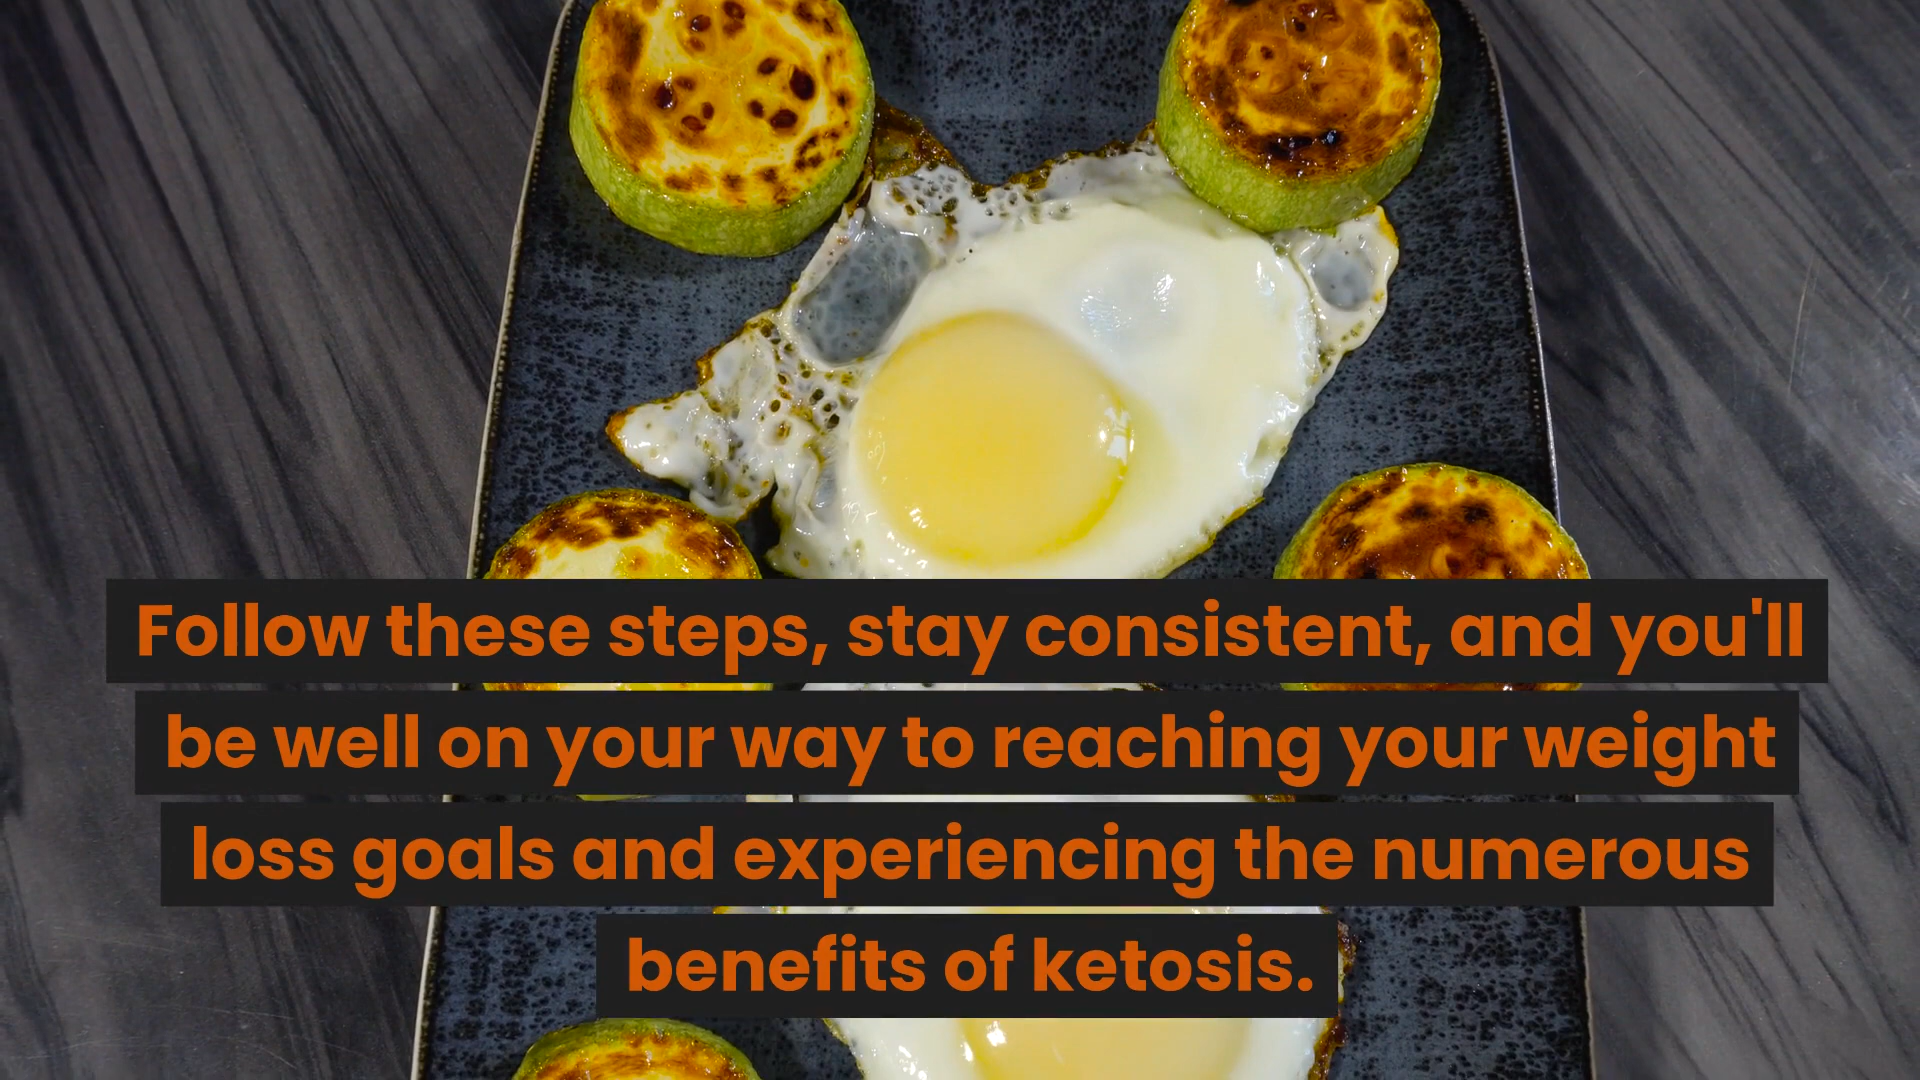 Follow these steps, stay consistent, and you'll
be well on your way to reaching your weight
loss goals and experiencing the numerous
benefits of ketosis.